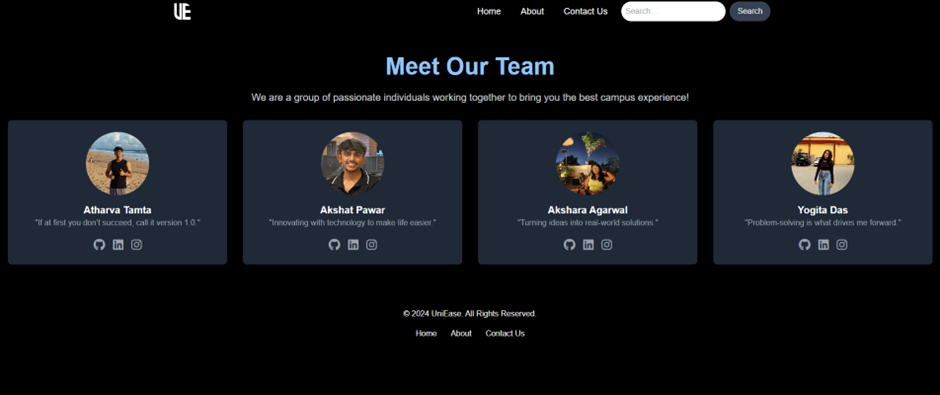 UE
Home About Contact Us Search... Search
Meet Our Team
We are a group of passionate individuals working together to bring you the best campus experience!
Atharva Tamta
"If at first you don't succeed, call it version 1.0."
Akshat Pawar
"Innovating with technology to make life easier."
Akshara Agarwal
"Turning ideas into real-world solutions."
Yogita Das
"Problem-solving is what drives me forward."
© 2024 UniEase. All Rights Reserved.
Home About Contact Us